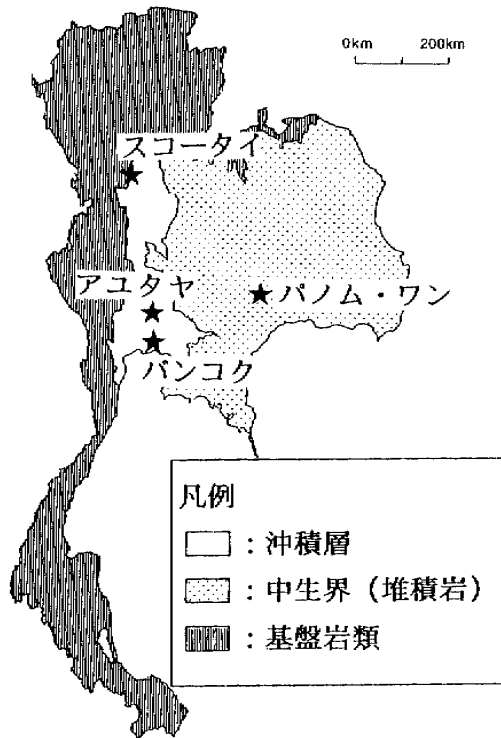 0km 200km
スコータイ
アユタヤ
パノム・ワン
バンコク
凡例
：沖積層
：中生界（堆積岩）
：基盤岩類